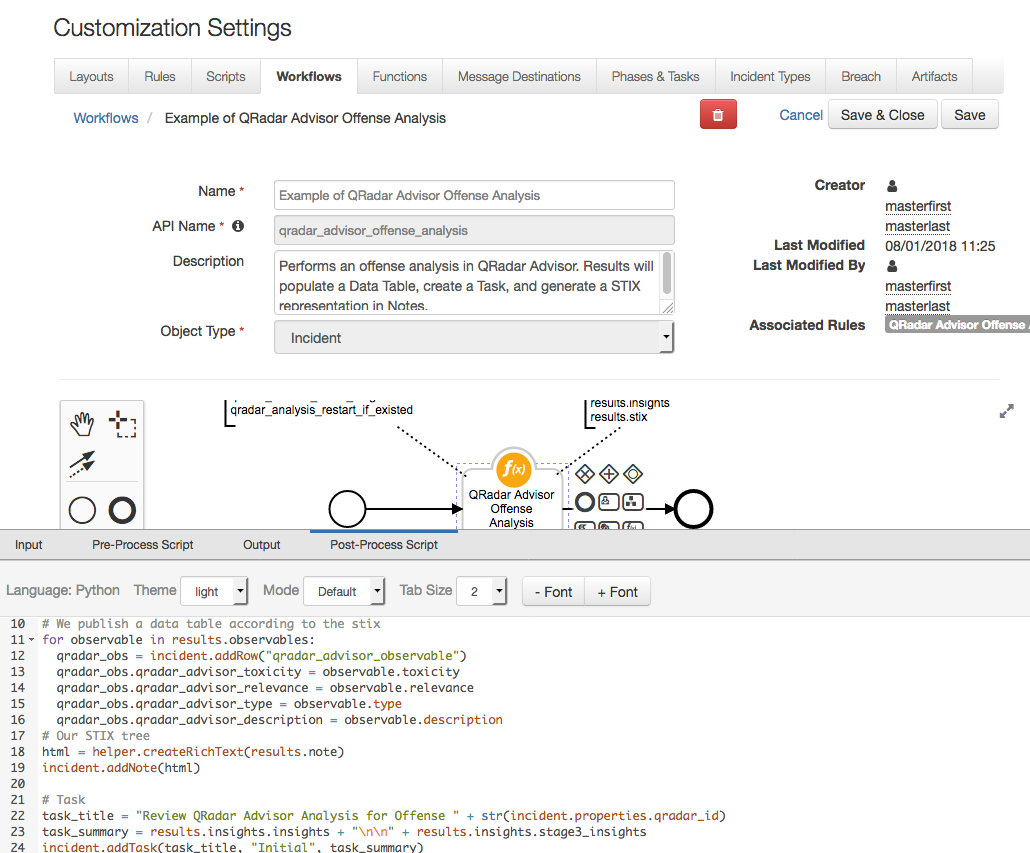 Customization Settings
Layouts Rules Scripts Workflows Functions Message Destinations Phases & Tasks Incident Types Breach Artifacts
Workflows / Example of QRadar Advisor Offense Analysis Cancel Save & Close Save
Name * Example of QRadar Advisor Offense Analysis
API Name * qradar_advisor_offense_analysis
Description Performs an offense analysis in QRadar Advisor. Results will
populate a Data Table, create a Task, and generate a STIX
representation in Notes.
Object Type * Incident
Creator
masterfirst
masterlast
Last Modified 08/01/2018 11:25
Last Modified By
masterfirst
masterlast
Associated Rules QRadar Advisor Offense
qradar_analysis_restart_if_existed
results.insights
results.stix
f(x)
QRadar Advisor
Offense
Analysis
Input Pre-Process Script Output Post-Process Script
Language: Python Theme light Mode Default Tab Size 2 - Font + Font
10 # We publish a data table according to the stix
11 for observable in results.observables:
12 qradar_obs = incident.addRow("qradar_advisor_observable")
13 qradar_obs.qradar_advisor_toxicity = observable.toxicity
14 qradar_obs.qradar_advisor_relevance = observable.relevance
15 qradar_obs.qradar_advisor_type = observable.type
16 qradar_obs.qradar_advisor_description = observable.description
17 # Our STIX tree
18 html = helper.createRichText(results.note)
19 incident.addNote(html)
20
21 # Task
22 task_title = "Review QRadar Advisor Analysis for Offense " + str(incident.properties.qradar_id)
23 task_summary = results.insights.insights + "\n\n" + results.insights.stage3_insights
24 incident.addTask(task_title, "Initial", task_summary)